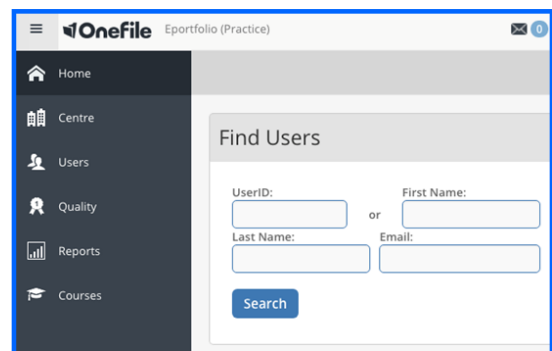 Onefile Eportfolio (Practice) 0
Home
Centre
Users
Quality
Reports
Courses
Find Users
UserID: First Name:
or
Last Name: Email:
Search